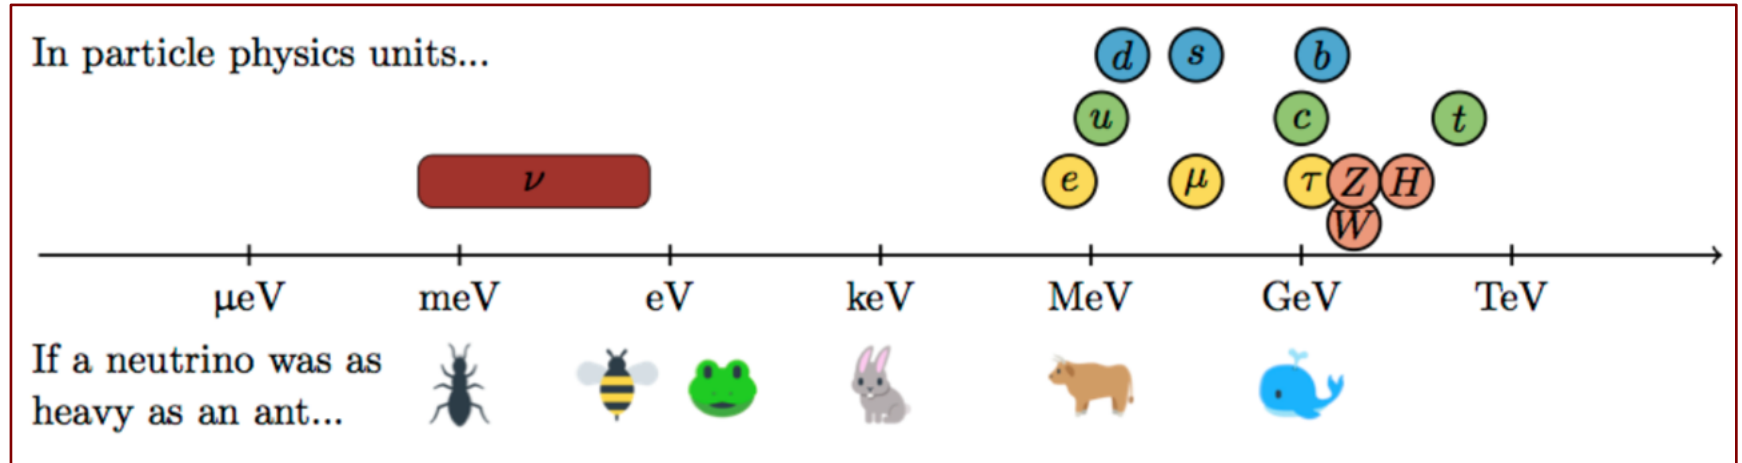 In particle physics units...
d s b
u c t
ν e μ τ Z H
W
μeV meV eV keV MeV GeV TeV
If a neutrino was as
heavy as an ant...